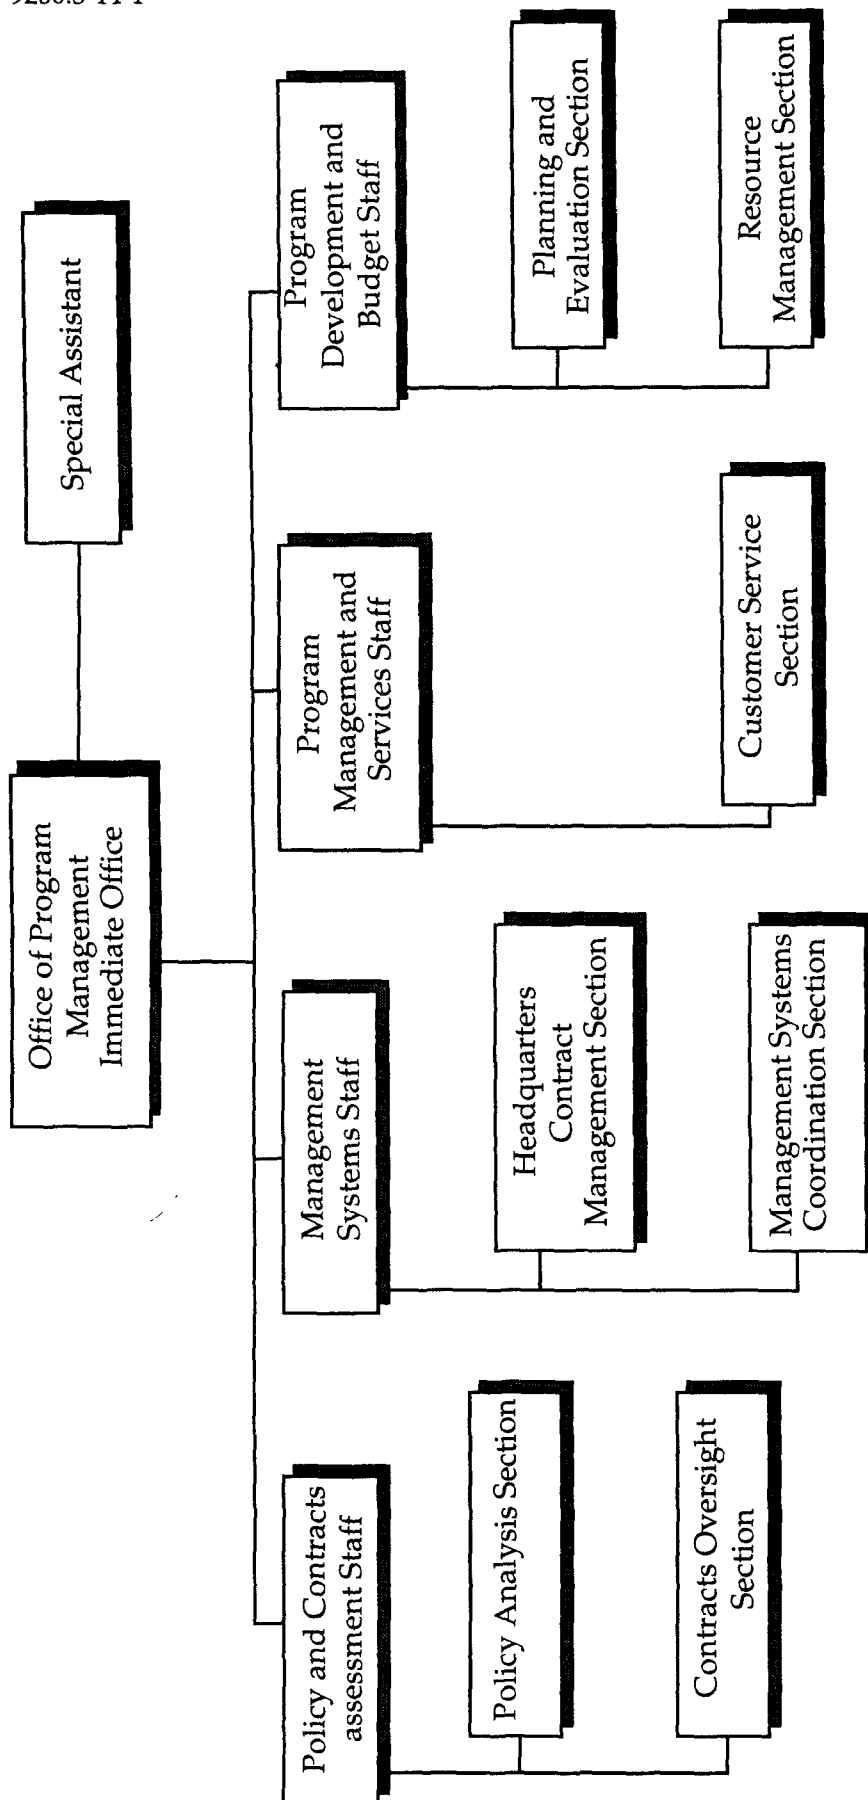 Office of Program
Management
Immediate Office
Special Assistant
Policy and Contracts
assessment Staff
Policy Analysis Section
Contracts Oversight
Section
Management
Systems Staff
Headquarters
Contract
Management Section
Management Systems
Coordination Section
Program
Management and
Services Staff
Customer Service
Section
Program
Development and
Budget Staff
Planning and
Evaluation Section
Resource
Management Section